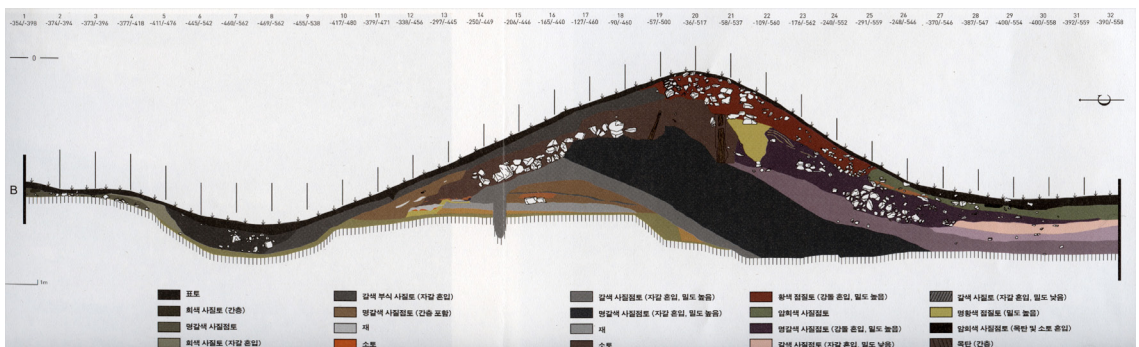 1 2 3 4 5 6 7 8 9 10 11 12 13 14 15 16 17 18 19 20 21 22 23 24 25 26 27 28 29 30 31 32
-354/-398 -374/-394 -373/-396 -377/-418 -411/-476 -445/-542 -460/-562 -469/-562 -455/-538 -417/-480 -379/-471 -338/-456 -297/-445 -250/-449 -206/-446 -165/-440 -127/-460 -90/-460 -57/-500 -36/-517 -58/-537 -109/-560 -176/-562 -240/-552 -291/-559 -248/-546 -370/-546 -387/-547 -400/-554 -400/-558 -392/-559 -390/-558
0
C
B
1m
표토
회색 사질토 (간층)
명갈색 사질점토
회색 사질토 (자갈 혼입)
갈색 부식 사질토 (자갈 혼입)
명갈색 사질점토 (간층 포함)
재
소토
갈색 사질점토 (자갈 혼입, 밀도 높음)
명갈색 사질점토 (자갈 혼입, 밀도 높음)
재
소토
황색 점질토 (강돌 혼입, 밀도 높음)
암회색 사질점토
명갈색 사질점토 (강돌 혼입, 밀도 높음)
갈색 사질점토 (자갈 혼입, 밀도 낮음)
갈색 사질토 (자갈 혼입, 밀도 낮음)
명황색 점질토 (밀도 높음)
암회색 사질점토 (목탄 및 소토 혼입)
목탄 (간층)